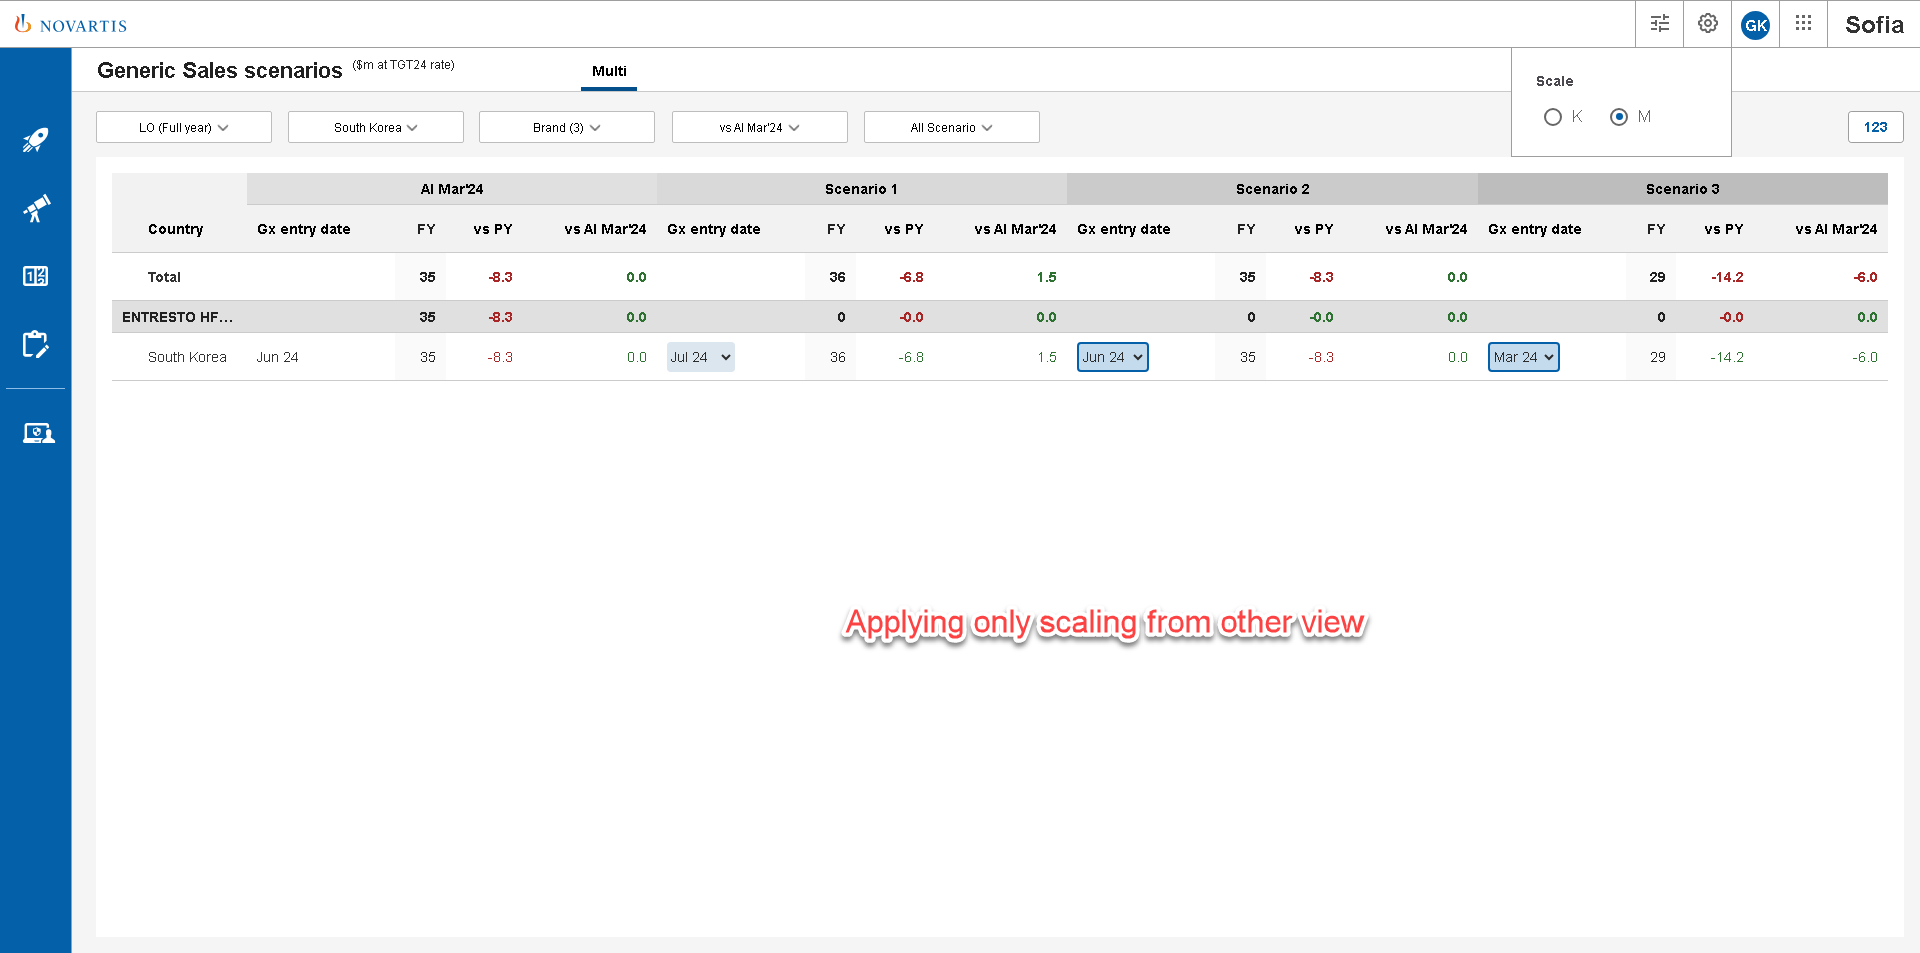 NOVARTIS
GK
Sofia
Generic Sales scenarios ($m at TGT24 rate)
Multi
Scale
K M
LO (Full year) South Korea Brand (3) vs AI Mar'24 All Scenario 123
AI Mar'24 Scenario 1 Scenario 2 Scenario 3
Country Gx entry date FY vs PY vs AI Mar'24 Gx entry date FY vs PY vs AI Mar'24 Gx entry date FY vs PY vs AI Mar'24 Gx entry date FY vs PY vs AI Mar'24
Total 35 -8.3 0.0 36 -6.8 1.5 35 -8.3 0.0 29 -14.2 -6.0
ENTRESTO HF... 35 -8.3 0.0 0 -0.0 0.0 0 -0.0 0.0 0 -0.0 0.0
South Korea Jun 24 35 -8.3 0.0 Jul 24 36 -6.8 1.5 Jun 24 35 -8.3 0.0 Mar 24 29 -14.2 -6.0
Applying only scaling from other view